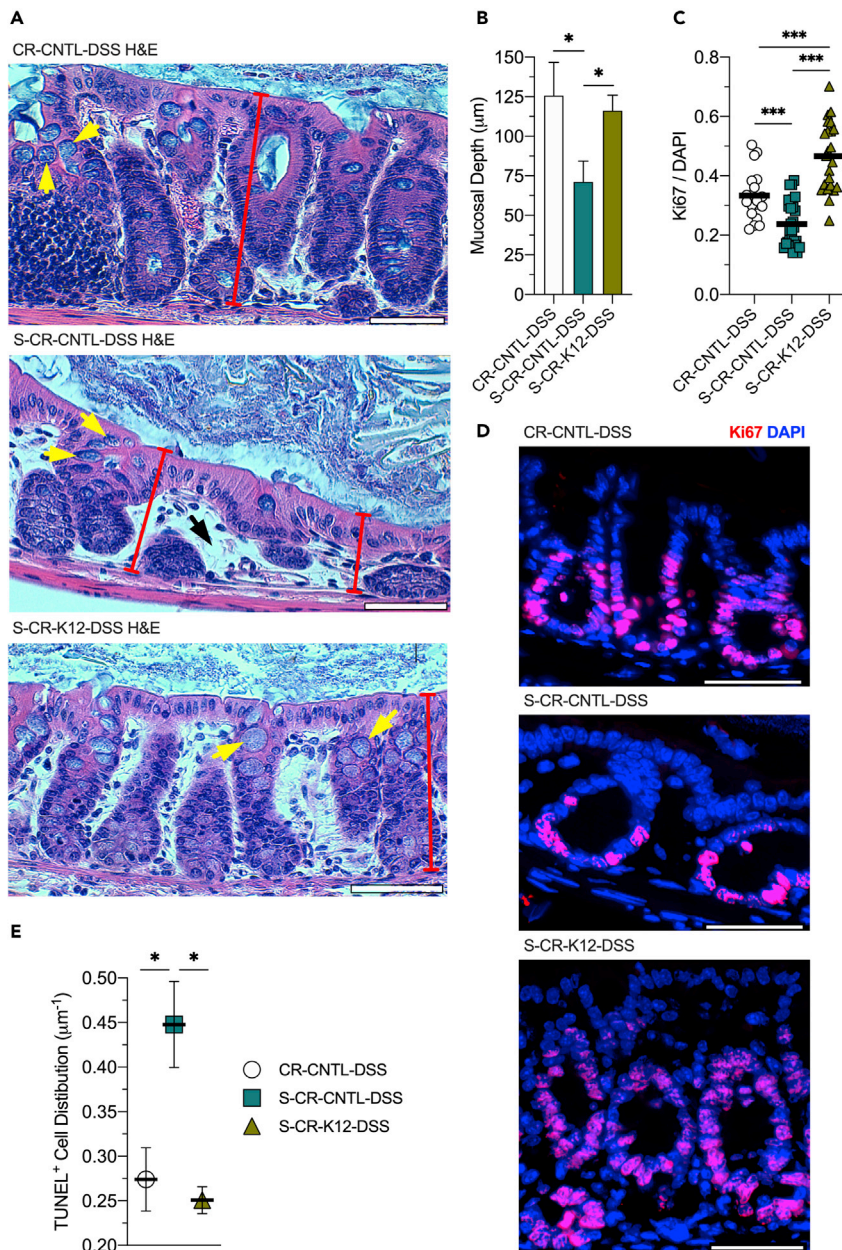 A
CR-CNTL-DSS H&E
S-CR-CNTL-DSS H&E
S-CR-K12-DSS H&E
B
* *
150
125
100
75
50
25
0
Mucosal Depth (μm)
CR-CNTL-DSS
S-CR-CNTL-DSS
S-CR-K12-DSS
C
***
*** ***
0.8
0.6
0.4
0.2
0.0
Ki67 / DAPI
CR-CNTL-DSS
S-CR-CNTL-DSS
S-CR-K12-DSS
D
CR-CNTL-DSS Ki67 DAPI
S-CR-CNTL-DSS
S-CR-K12-DSS
E
* *
0.50
0.45
0.40
0.35
0.30
0.25
0.20
TUNEL+ Cell Distibution (μm-1)
CR-CNTL-DSS
S-CR-CNTL-DSS
S-CR-K12-DSS